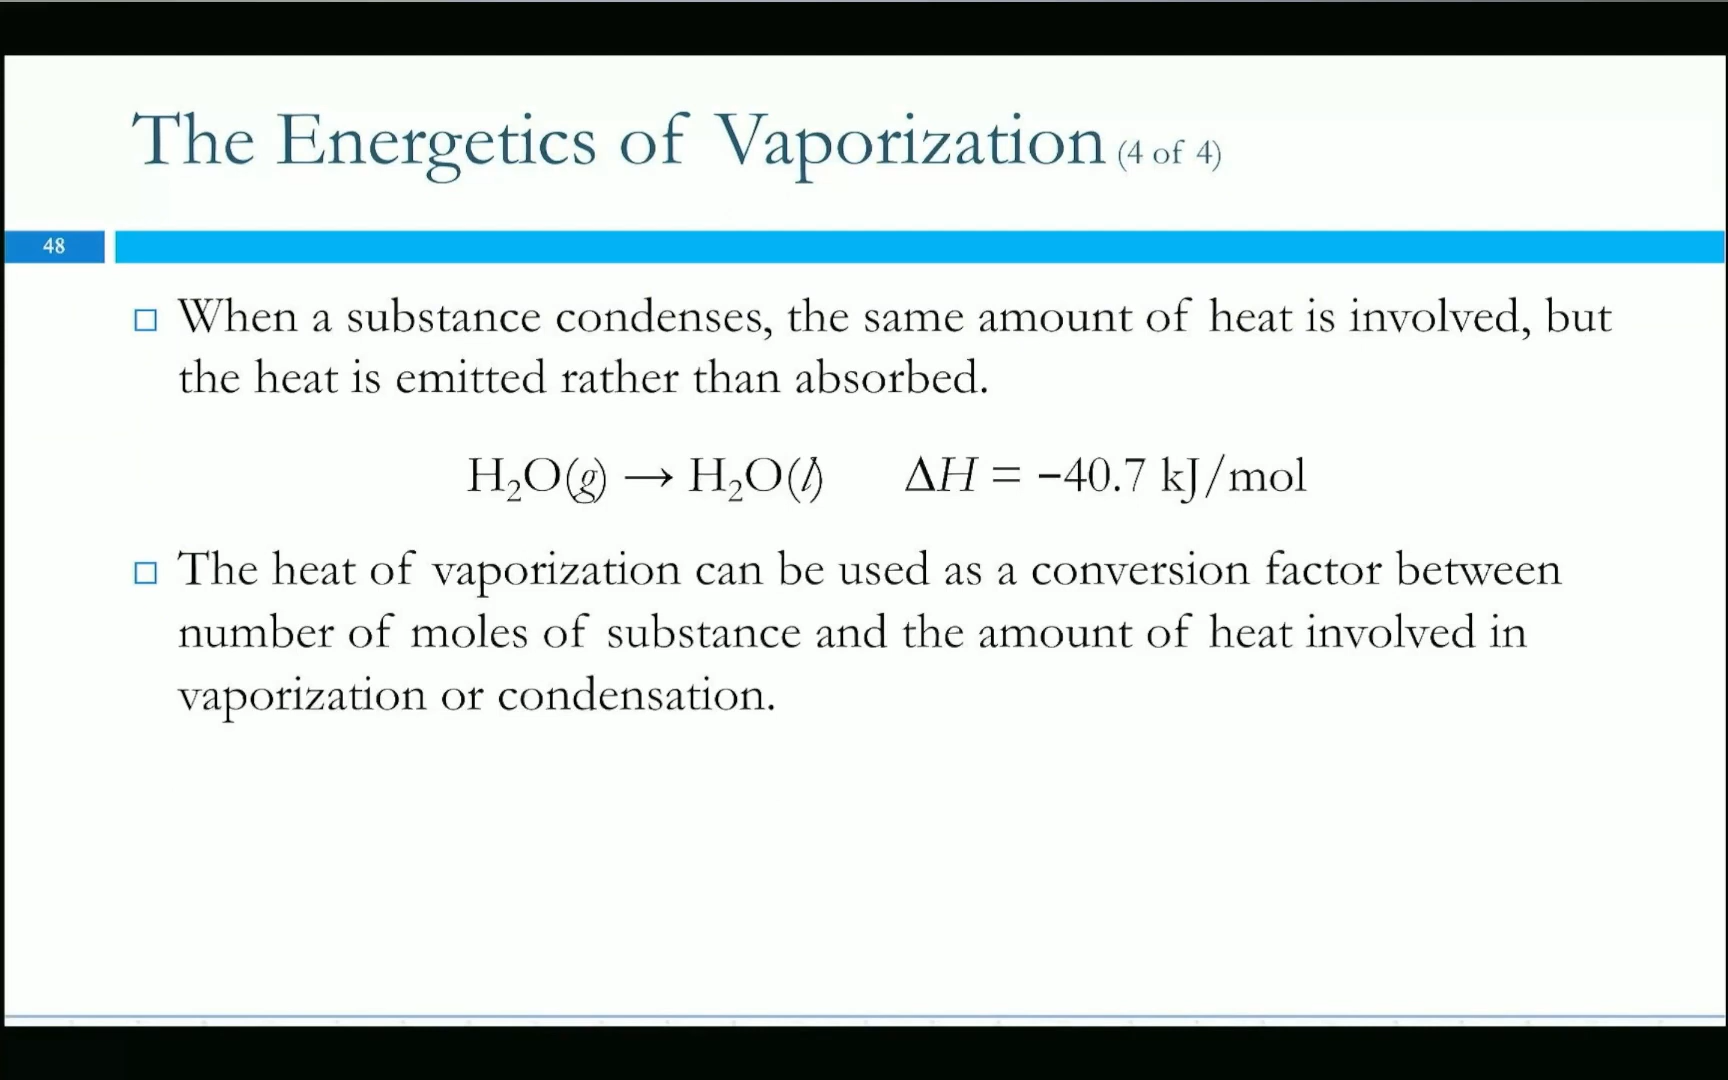 The Energetics of Vaporization (4 of 4)
48
When a substance condenses, the same amount of heat is involved, but
the heat is emitted rather than absorbed.
H₂O(g) → H₂O(l) ΔH = −40.7 kJ/mol
The heat of vaporization can be used as a conversion factor between
number of moles of substance and the amount of heat involved in
vaporization or condensation.